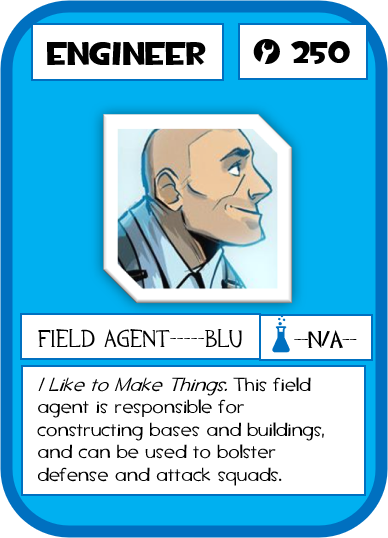 ENGINEER
250
FIELD AGENT-----BLU
--N/A--
I Like to Make Things. This field
agent is responsible for
constructing bases and buildings,
and can be used to bolster
defense and attack squads.